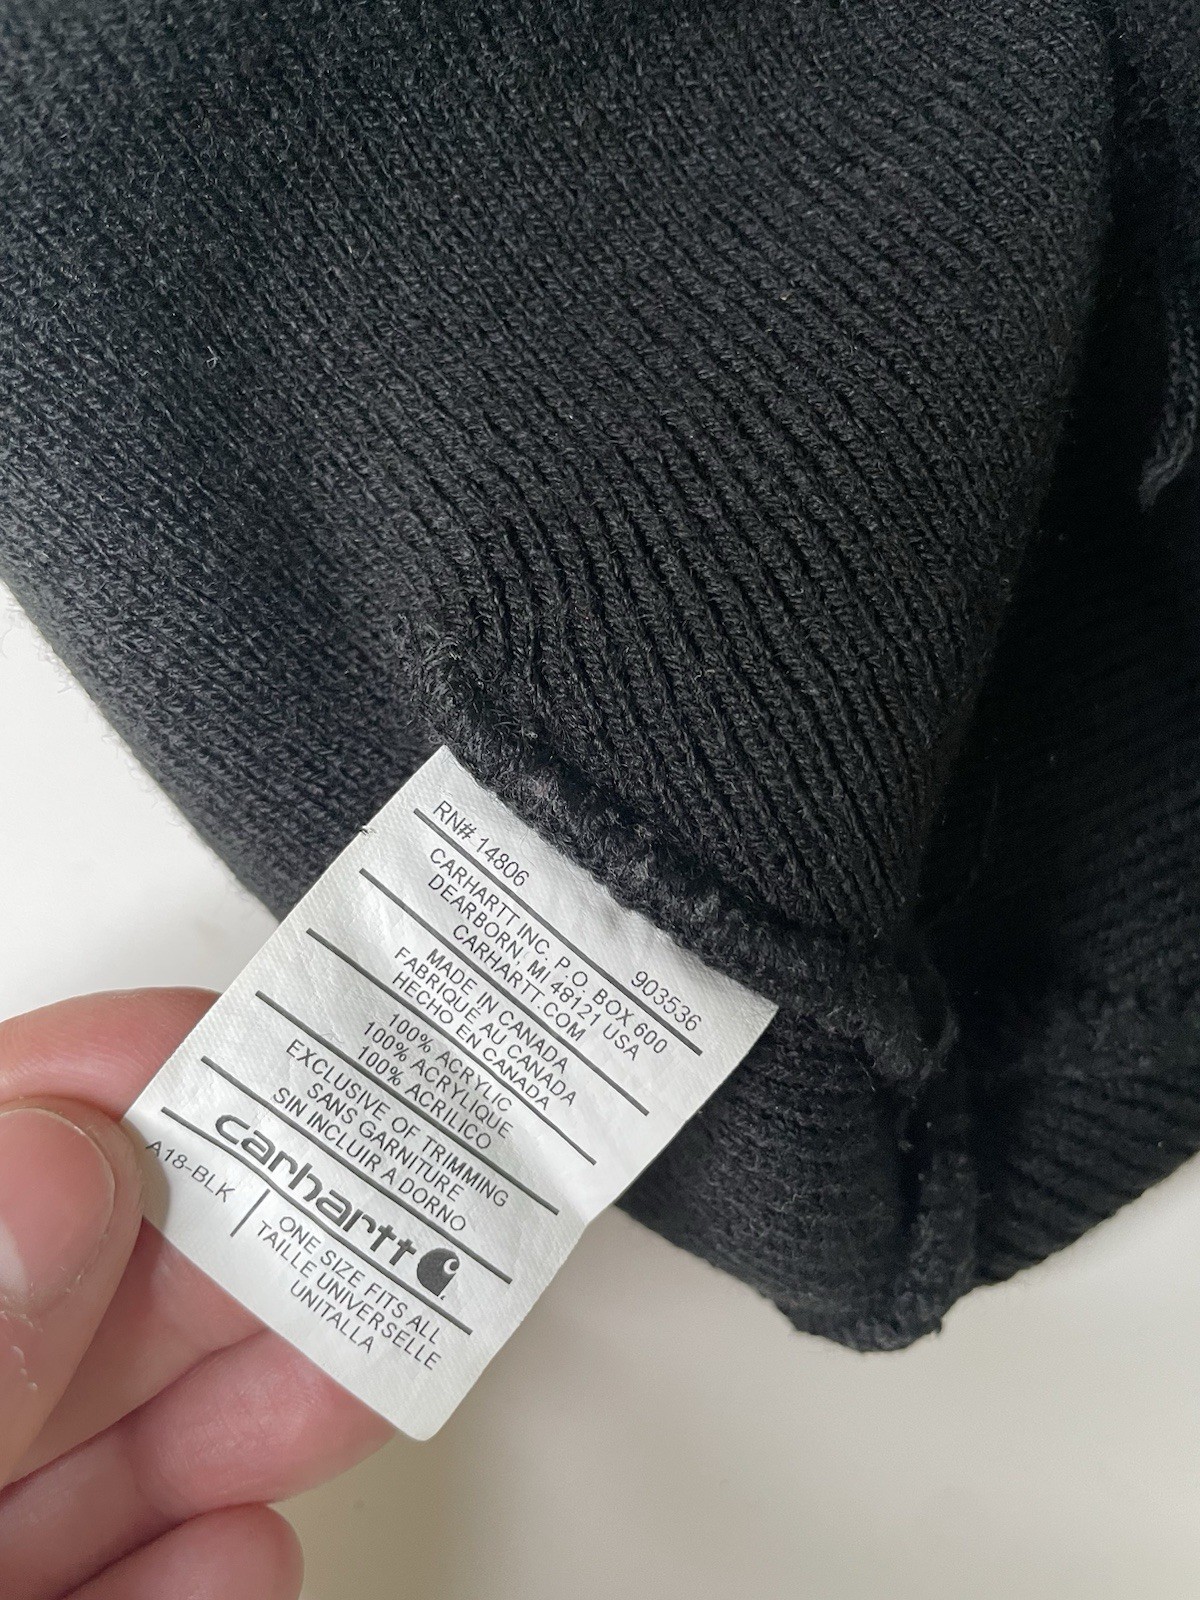 RN# 14806 903536
CARHARTT INC. P.O. BOX 600
DEARBORN, MI 48121 USA
CARHARTT.COM
MADE IN CANADA
FABRIQUÉ AU CANADA
HECHO EN CANADA
100% ACRYLIC
100% ACRYLIQUE
100% ACRILICO
EXCLUSIVE OF TRIMMING
SANS GARNITURE
SIN INCLUIR A DORNO
carhartt
A18-BLK
ONE SIZE FITS ALL
TAILLE UNIVERSELLE
UNITALLA